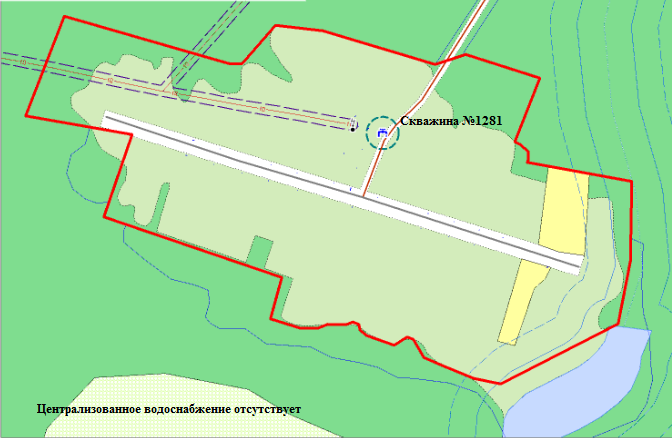 Скважина №1281
Централизованное водоснабжение отсутствует